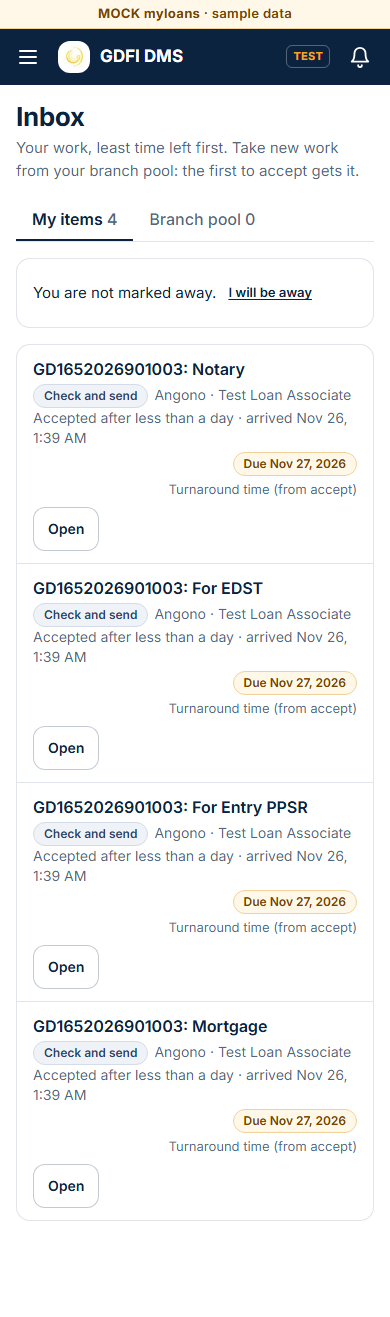 MOCK myloans · sample data
GDFI DMS
TEST
Inbox
Your work, least time left first. Take new work
from your branch pool: the first to accept gets it.
My items 4
Branch pool 0
You are not marked away. I will be away
GD1652026901003: Notary
Check and send Angono · Test Loan Associate
Accepted after less than a day · arrived Nov 26,
1:39 AM
Due Nov 27, 2026
Turnaround time (from accept)
Open
GD1652026901003: For EDST
Check and send Angono · Test Loan Associate
Accepted after less than a day · arrived Nov 26,
1:39 AM
Due Nov 27, 2026
Turnaround time (from accept)
Open
GD1652026901003: For Entry PPSR
Check and send Angono · Test Loan Associate
Accepted after less than a day · arrived Nov 26,
1:39 AM
Due Nov 27, 2026
Turnaround time (from accept)
Open
GD1652026901003: Mortgage
Check and send Angono · Test Loan Associate
Accepted after less than a day · arrived Nov 26,
1:39 AM
Due Nov 27, 2026
Turnaround time (from accept)
Open